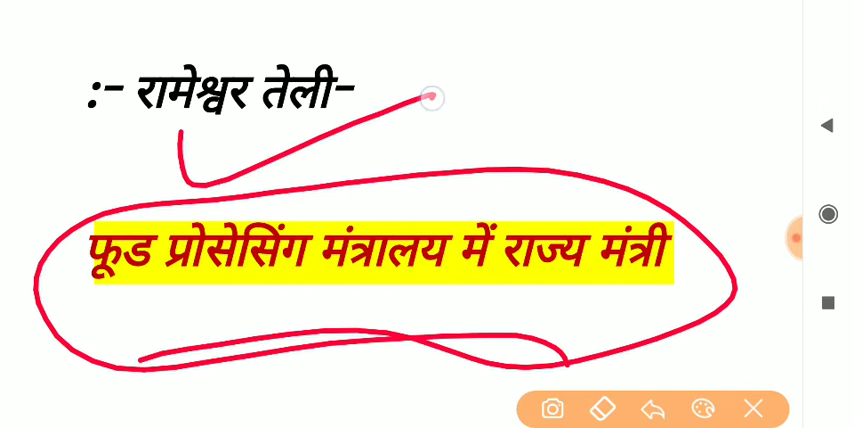 :- रामेश्वर तेली-
फूड प्रोसेसिंग मंत्रालय में राज्य मंत्री